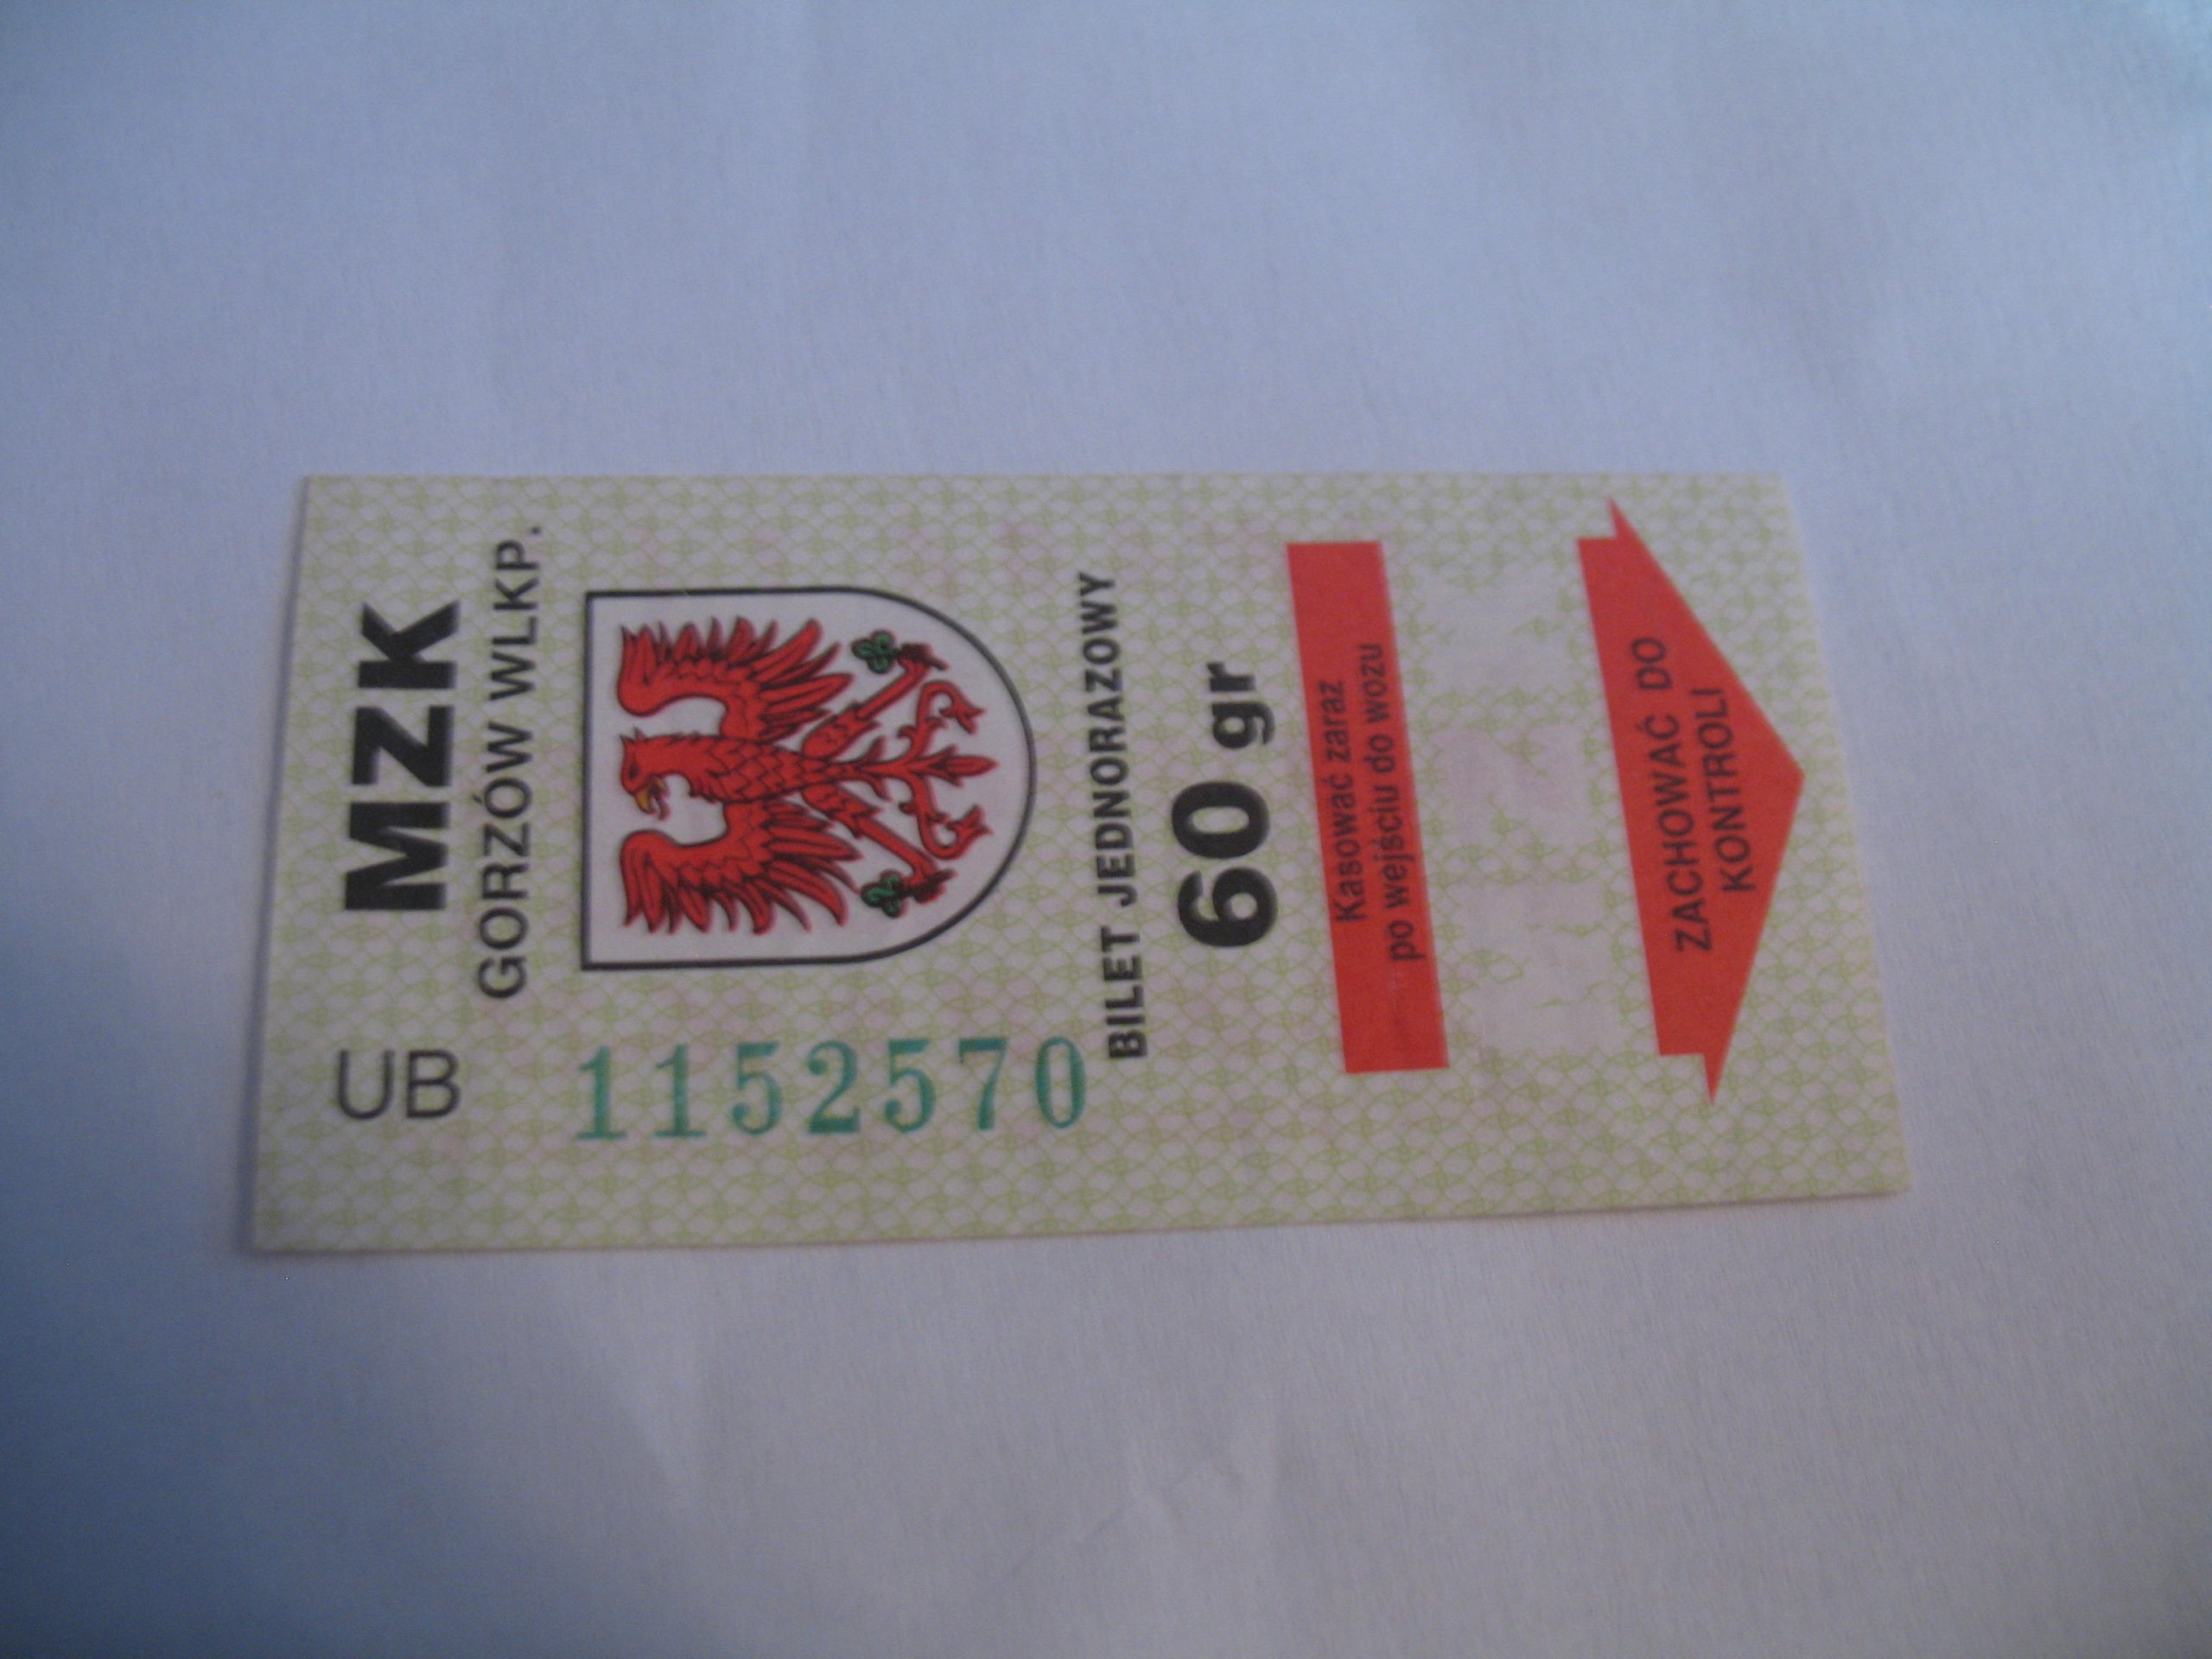 UB
MZK
GORZÓW WLKP.
1152570
BILET JEDNORAZOWY
60 gr
Kasować zaraz
po wejściu do wozu
ZACHOWAĆ DO
KONTROLI